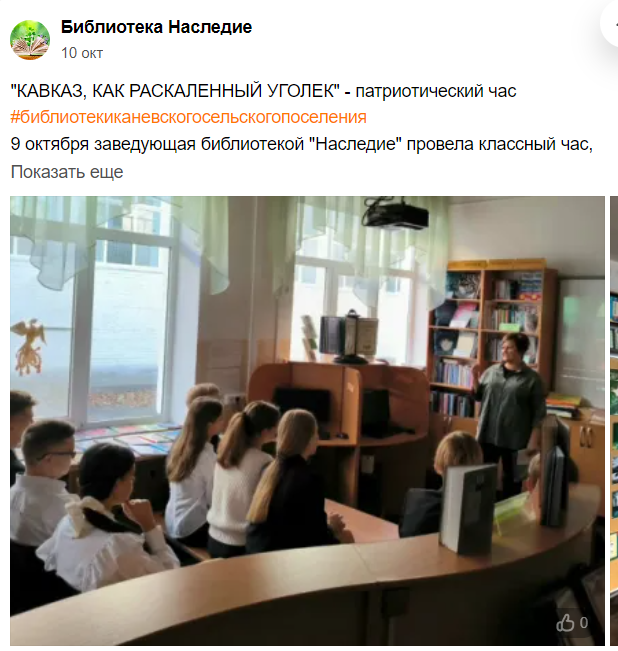 Библиотека Наследие
10 окт
"КАВКАЗ, КАК РАСКАЛЕННЫЙ УГОЛЕК" - патриотический час
#библиотекиканевскогосельскогопоселения
9 октября заведующая библиотекой "Наследие" провела классный час,
Показать еще
0